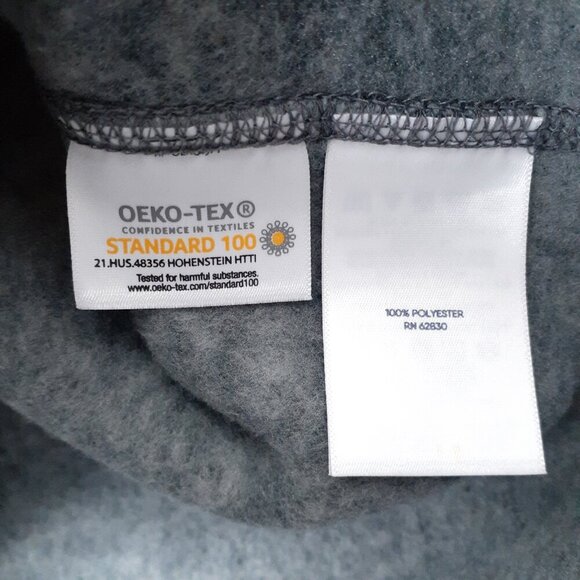 OEKO-TEX®
CONFIDENCE IN TEXTILES
STANDARD 100
21.HUS.48356 HOHENSTEIN HTTI
Tested for harmful substances.
www.oeko-tex.com/standard100
100% POLYESTER
RN 62830